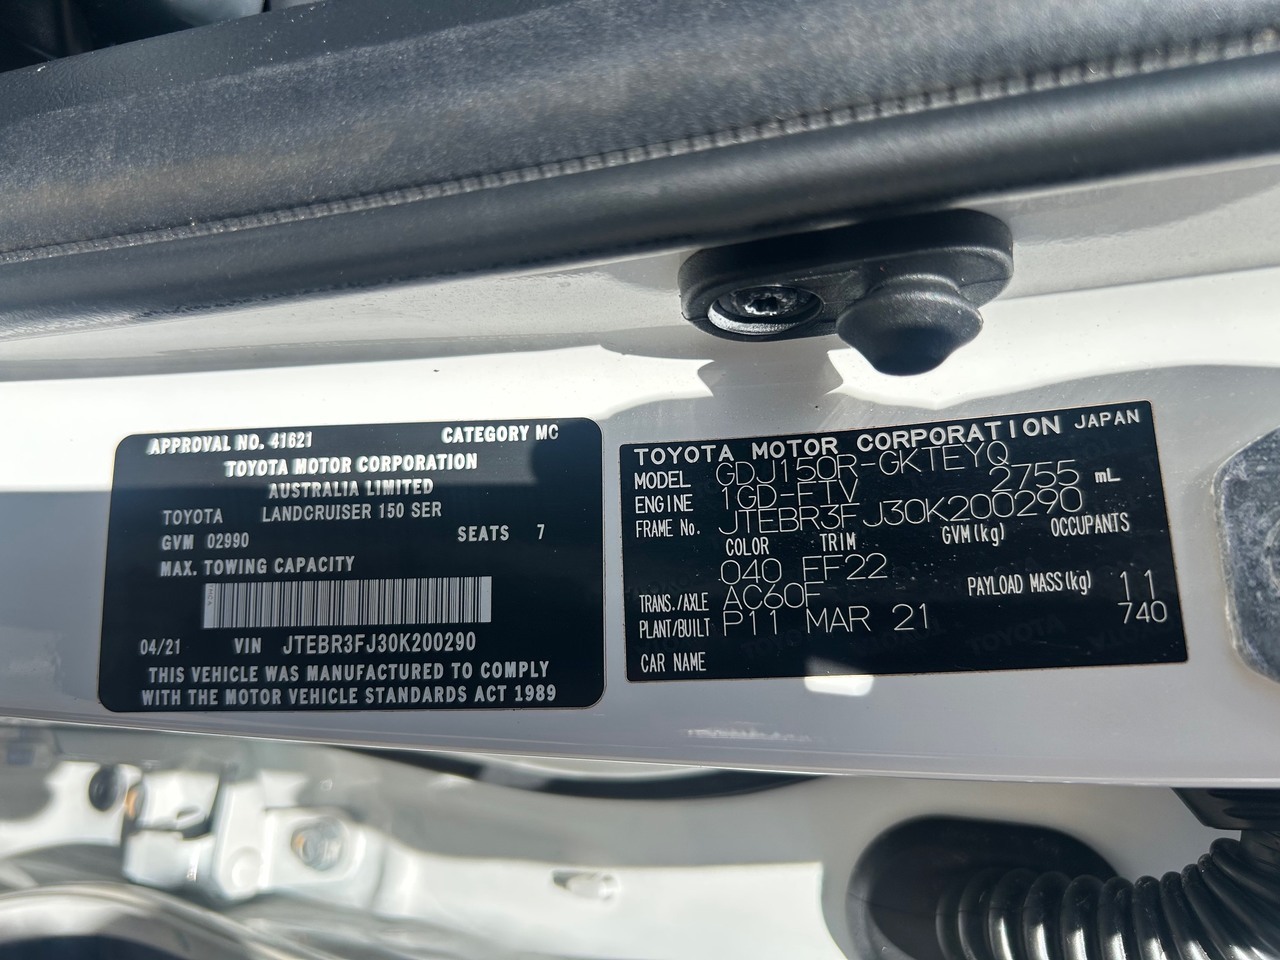 APPROVAL NO. 41621 CATEGORY MC
TOYOTA MOTOR CORPORATION
AUSTRALIA LIMITED
TOYOTA LANDCRUISER 150 SER
GVM 02990 SEATS 7
MAX. TOWING CAPACITY
04/21 VIN JTEBR3FJ30K200290
THIS VEHICLE WAS MANUFACTURED TO COMPLY
WITH THE MOTOR VEHICLE STANDARDS ACT 1989
TOYOTA MOTOR CORPORATION JAPAN
MODEL GDJ150R-GKTEYQ
ENGINE 1GD-FTV 2755 mL
FRAME No. JTEBR3FJ30K200290
COLOR TRIM GVM(kg) OCCUPANTS
040 FF22
TRANS./AXLE AC60F PAYLOAD MASS(kg) 11
PLANT/BUILT P11 MAR 21 740
CAR NAME